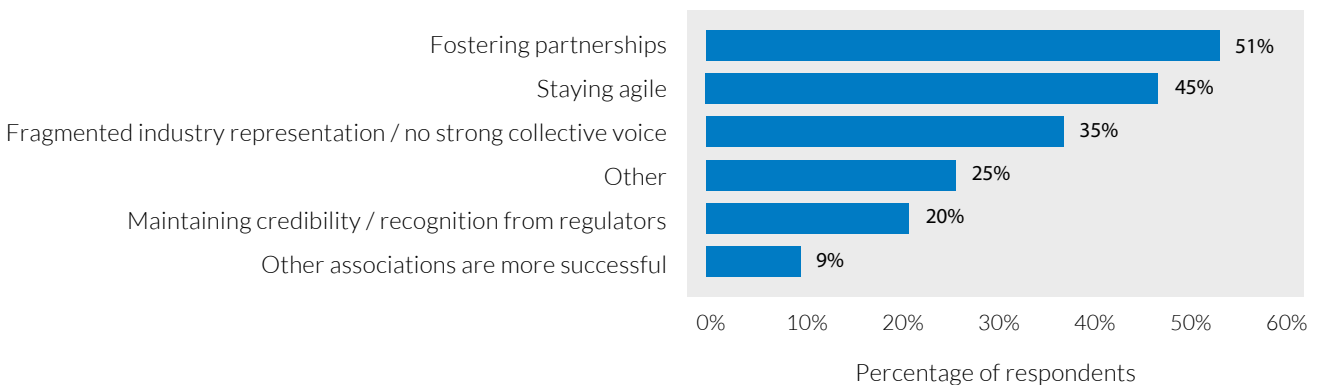 Fostering partnerships 51%
Staying agile 45%
Fragmented industry representation / no strong collective voice 35%
Other 25%
Maintaining credibility / recognition from regulators 20%
Other associations are more successful 9%
0% 10% 20% 30% 40% 50% 60%
Percentage of respondents